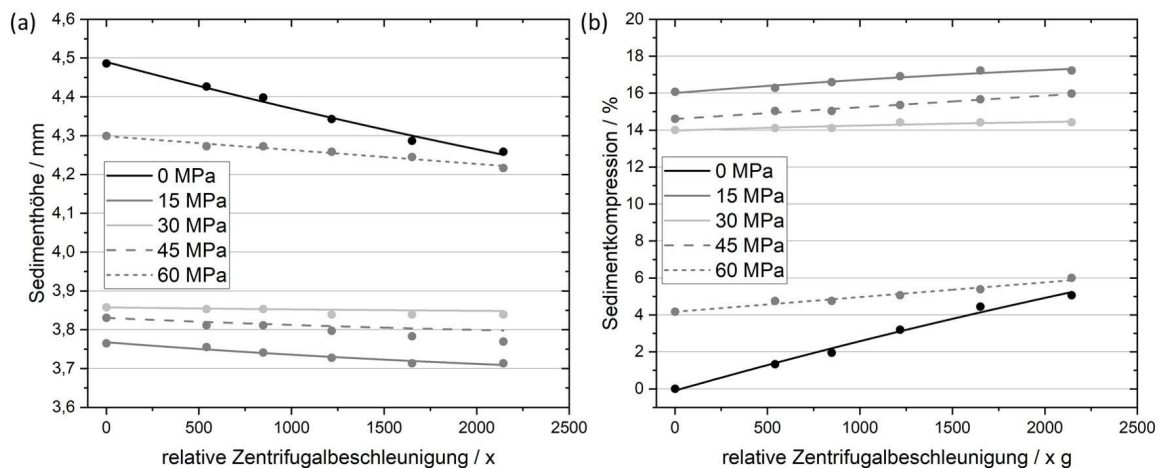 (a)
4,6
4,5
4,4
4,3
4,2
4,1
4,0
3,9
3,8
3,7
3,6
Sedimenthöhe / mm
0 MPa
15 MPa
30 MPa
45 MPa
60 MPa
0 500 1000 1500 2000 2500
relative Zentrifugalbeschleunigung / x
(b)
20
18
16
14
12
10
8
6
4
2
0
Sedimentkompression / %
0 MPa
15 MPa
30 MPa
45 MPa
60 MPa
0 500 1000 1500 2000 2500
relative Zentrifugalbeschleunigung / x g